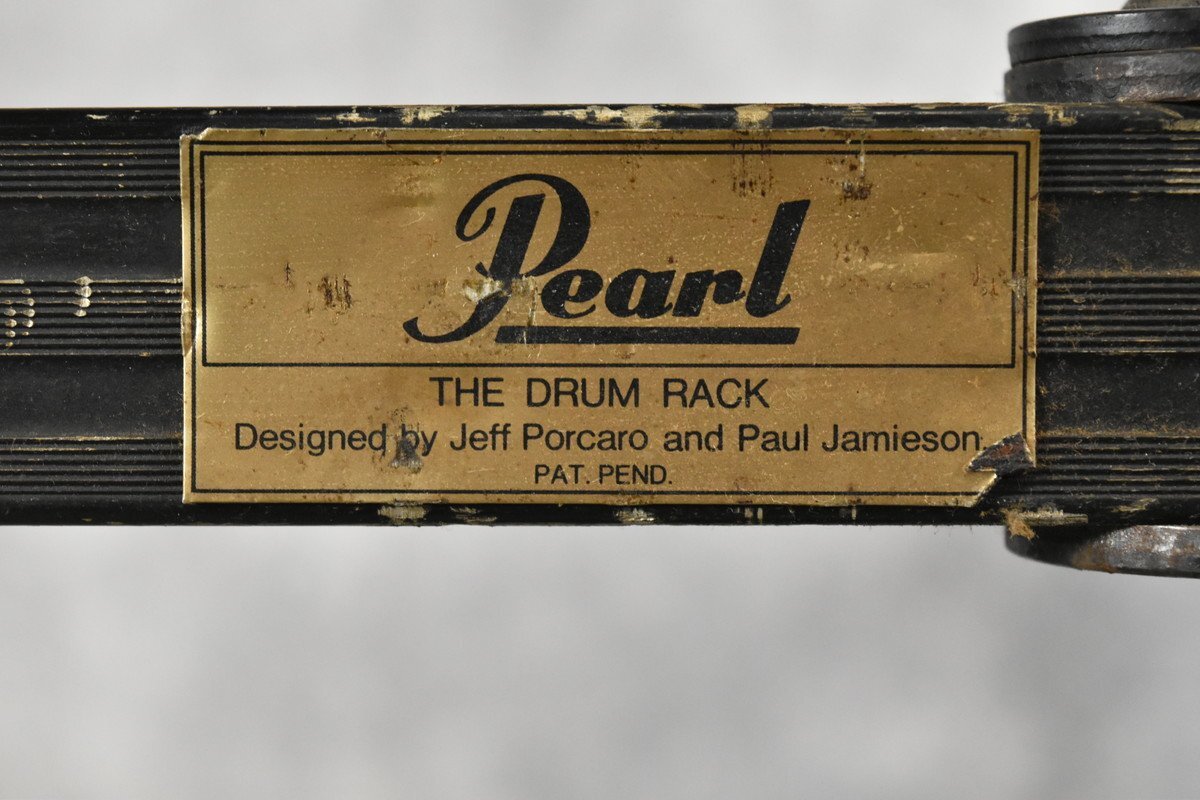 Pearl
THE DRUM RACK
Designed by Jeff Porcaro and Paul Jamieson
PAT. PEND.